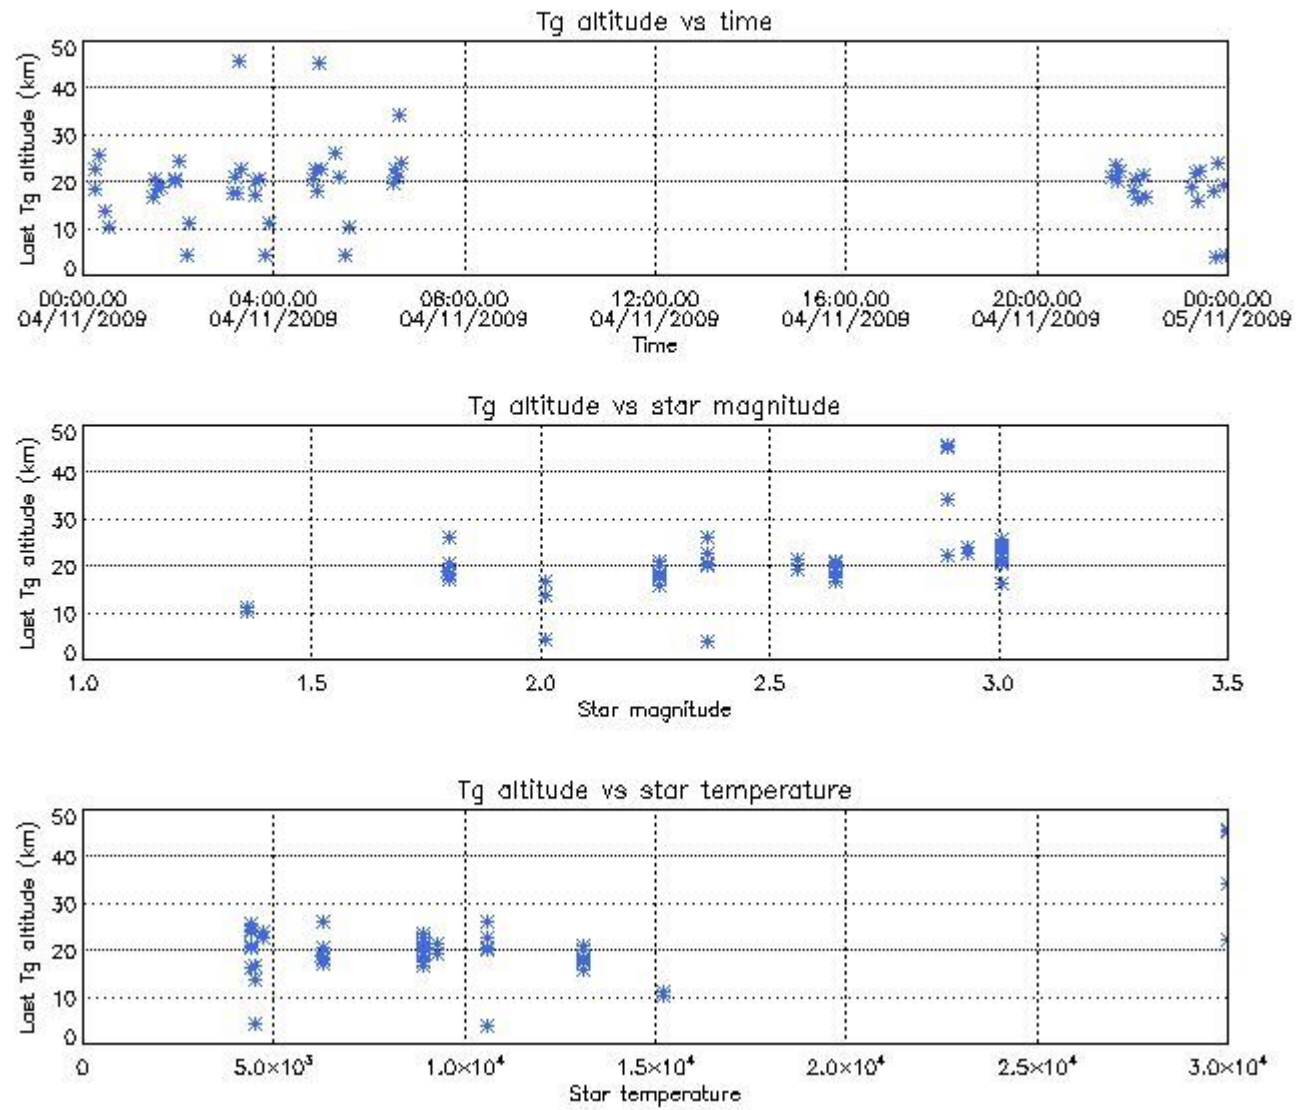 Tg altitude vs time
Last Tg altitude (km)
50
40
30
20
10
0
00:00.00 04:00.00 08:00.00 12:00.00 16:00.00 20:00.00 00:00.00
04/11/2009 04/11/2009 04/11/2009 04/11/2009 04/11/2009 04/11/2009 05/11/2009
Time
Tg altitude vs star magnitude
Last Tg altitude (km)
50
40
30
20
10
0
1.0 1.5 2.0 2.5 3.0 3.5
Star magnitude
Tg altitude vs star temperature
Last Tg altitude (km)
50
40
30
20
10
0
0 5.0×10³ 1.0×10⁴ 1.5×10⁴ 2.0×10⁴ 2.5×10⁴ 3.0×10⁴
Star temperature